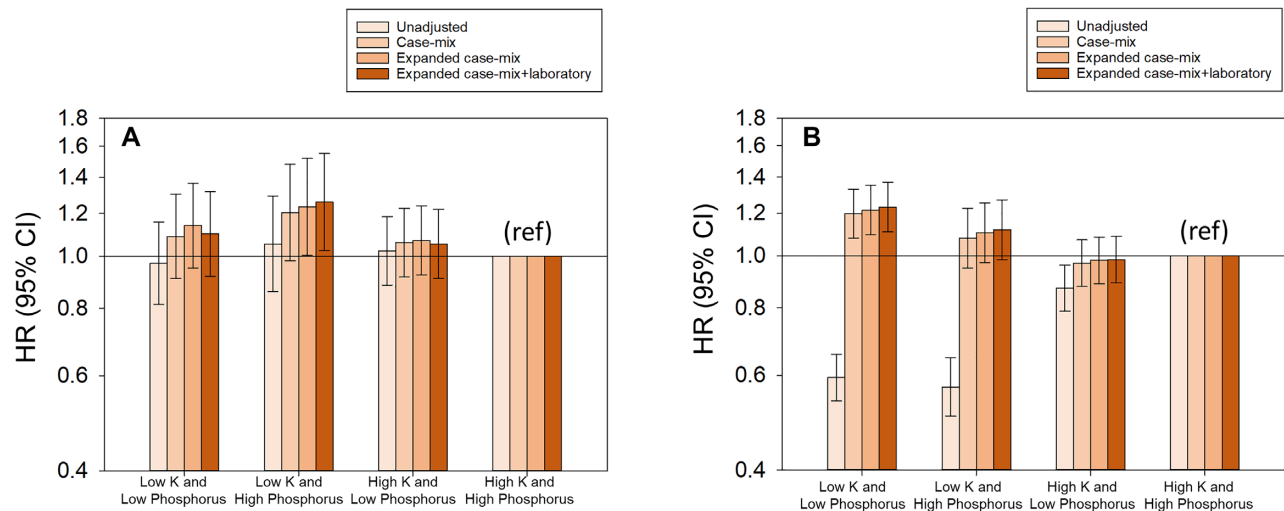 Unadjusted
Case-mix
Expanded case-mix
Expanded case-mix+laboratory
A
HR (95% CI)
1.8
1.6
1.4
1.2
1.0
0.8
0.6
0.4
(ref)
Low K and
Low Phosphorus
Low K and
High Phosphorus
High K and
Low Phosphorus
High K and
High Phosphorus
Unadjusted
Case-mix
Expanded case-mix
Expanded case-mix+laboratory
B
HR (95% CI)
1.8
1.6
1.4
1.2
1.0
0.8
0.6
0.4
(ref)
Low K and
Low Phosphorus
Low K and
High Phosphorus
High K and
Low Phosphorus
High K and
High Phosphorus